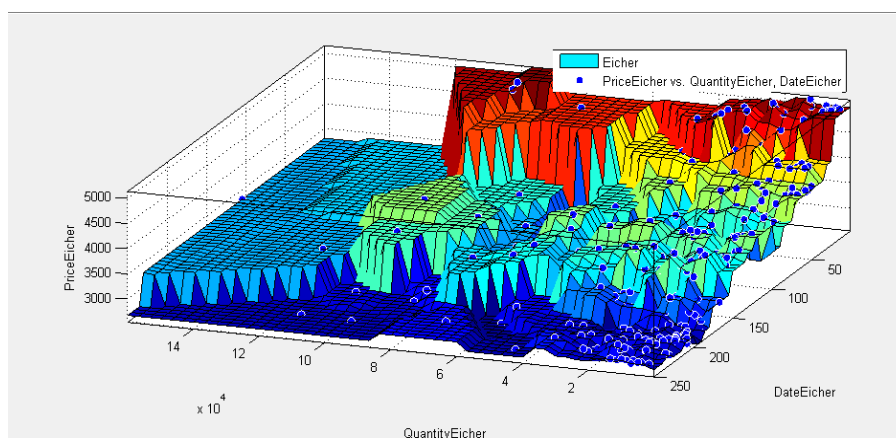 Eicher
PriceEicher vs. QuantityEicher, DateEicher
5000
4500
4000
3500
3000
PriceEicher
14
12
10
8
6
4
2
x 10^4
QuantityEicher
50
100
150
200
250
DateEicher